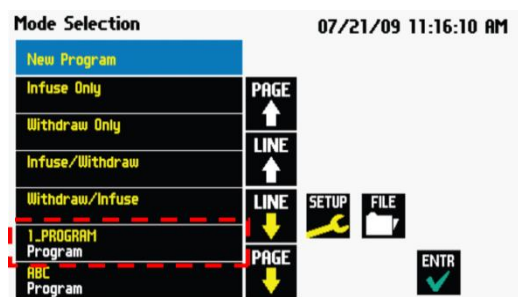 Mode Selection
07/21/09 11:16:10 AM
New Program
Infuse Only
Withdraw Only
Infuse/Withdraw
Withdraw/Infuse
1_PROGRAM
Program
ABC
Program
PAGE
LINE
LINE
PAGE
SETUP
FILE
ENTR